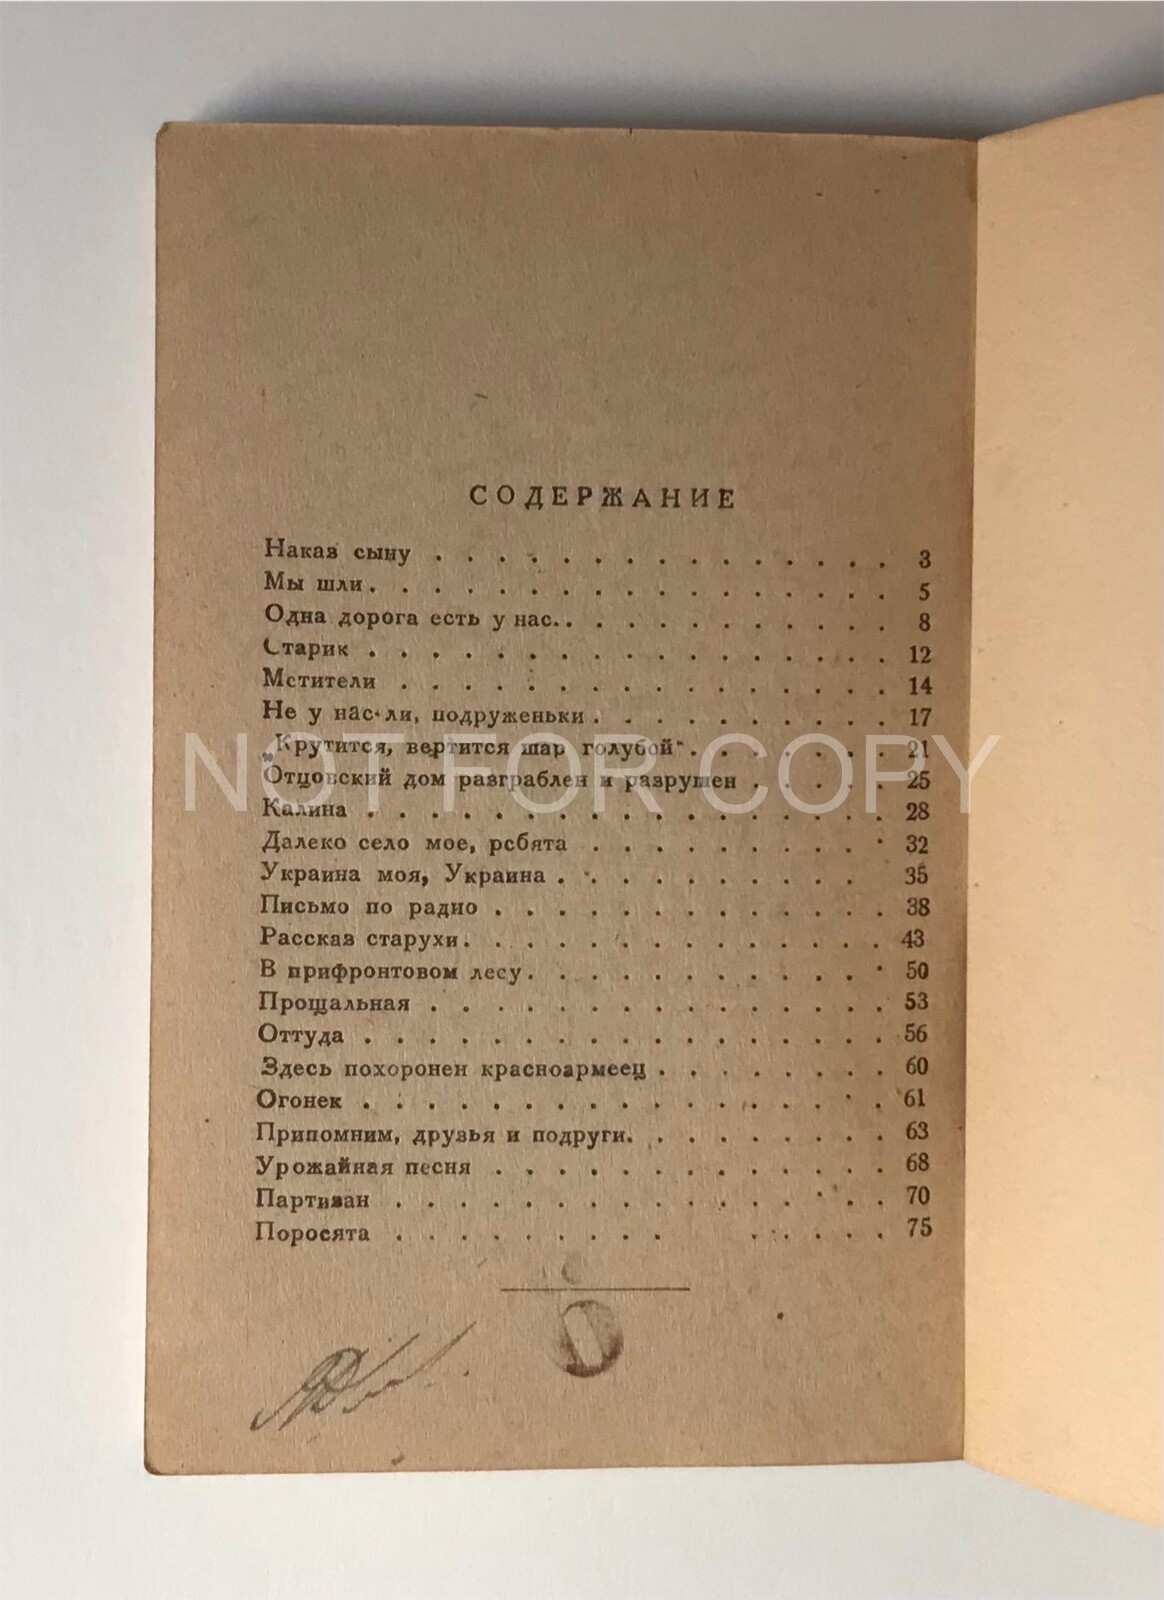 СОДЕРЖАНИЕ
Наказ сыну . . . . . . . . . . . . . . . 3
Мы шли . . . . . . . . . . . . . . . . . 5
Одна дорога есть у нас . . . . . . . . . . . 8
Старик . . . . . . . . . . . . . . . . . 12
Мстители . . . . . . . . . . . . . . . . 14
Не у нас ли, подруженьки . . . . . . . . . . 17
„Крутится, вертится шар голубой“ . . . . . . . 21
Отцовский дом разграблен и разрушен . . . . . 25
Калина . . . . . . . . . . . . . . . . . 28
Далеко село мое, ребята . . . . . . . . . . 32
Украина моя, Украина . . . . . . . . . . 35
Письмо по радио . . . . . . . . . . . . . 38
Рассказ старухи . . . . . . . . . . . . . . 43
В прифронтовом лесу . . . . . . . . . . . . 50
Прощальная . . . . . . . . . . . . . . . 53
Оттуда . . . . . . . . . . . . . . . . . 56
Здесь похоронен красноармеец . . . . . . . . 60
Огонек . . . . . . . . . . . . . . . . . 61
Припомним, друзья и подруги . . . . . . . . . 63
Урожайная песня . . . . . . . . . . . . . 68
Партизан . . . . . . . . . . . . . . . . 70
Поросята . . . . . . . . . . . . . . 75
NOT FOR COPY